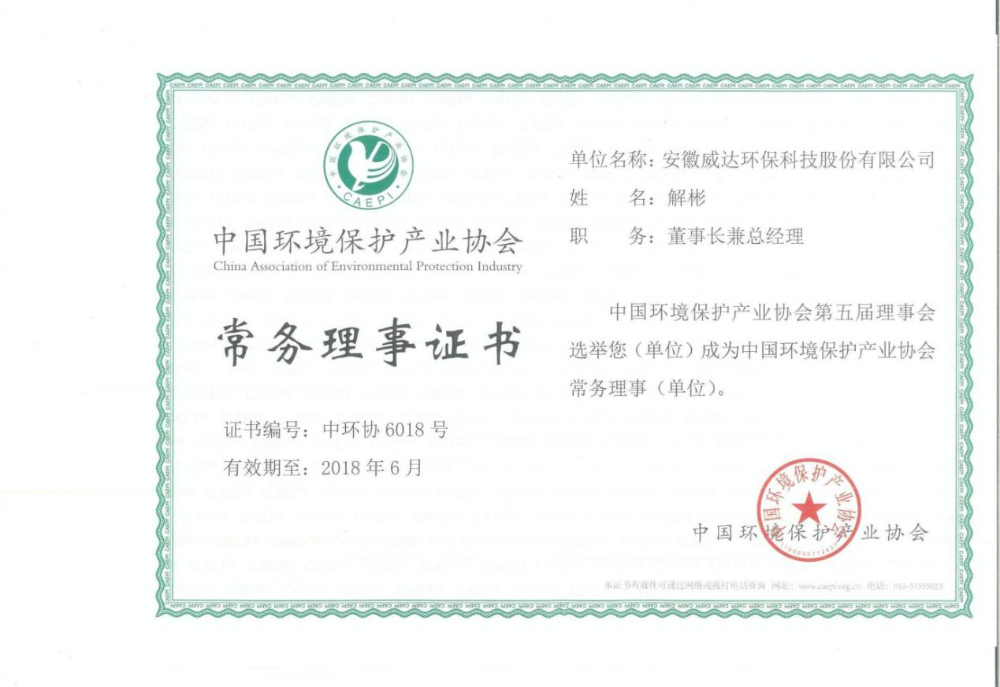 中国环境保护产业协会
CAEPI
中国环境保护产业协会
China Association of Environmental Protection Industry
常务理事证书
证书编号：中环协 6018 号
有效期至：2018 年 6 月
单位名称：安徽威达环保科技股份有限公司
姓　　名：解彬
职　　务：董事长兼总经理
中国环境保护产业协会第五届理事会
选举您（单位）成为中国环境保护产业协会
常务理事（单位）。
中国环境保护产业协会
中国环境保护产业协会
本证书有效性可通过网络或拨打电话查询 网址：www.caepi.org.cn 电话：010-51555023